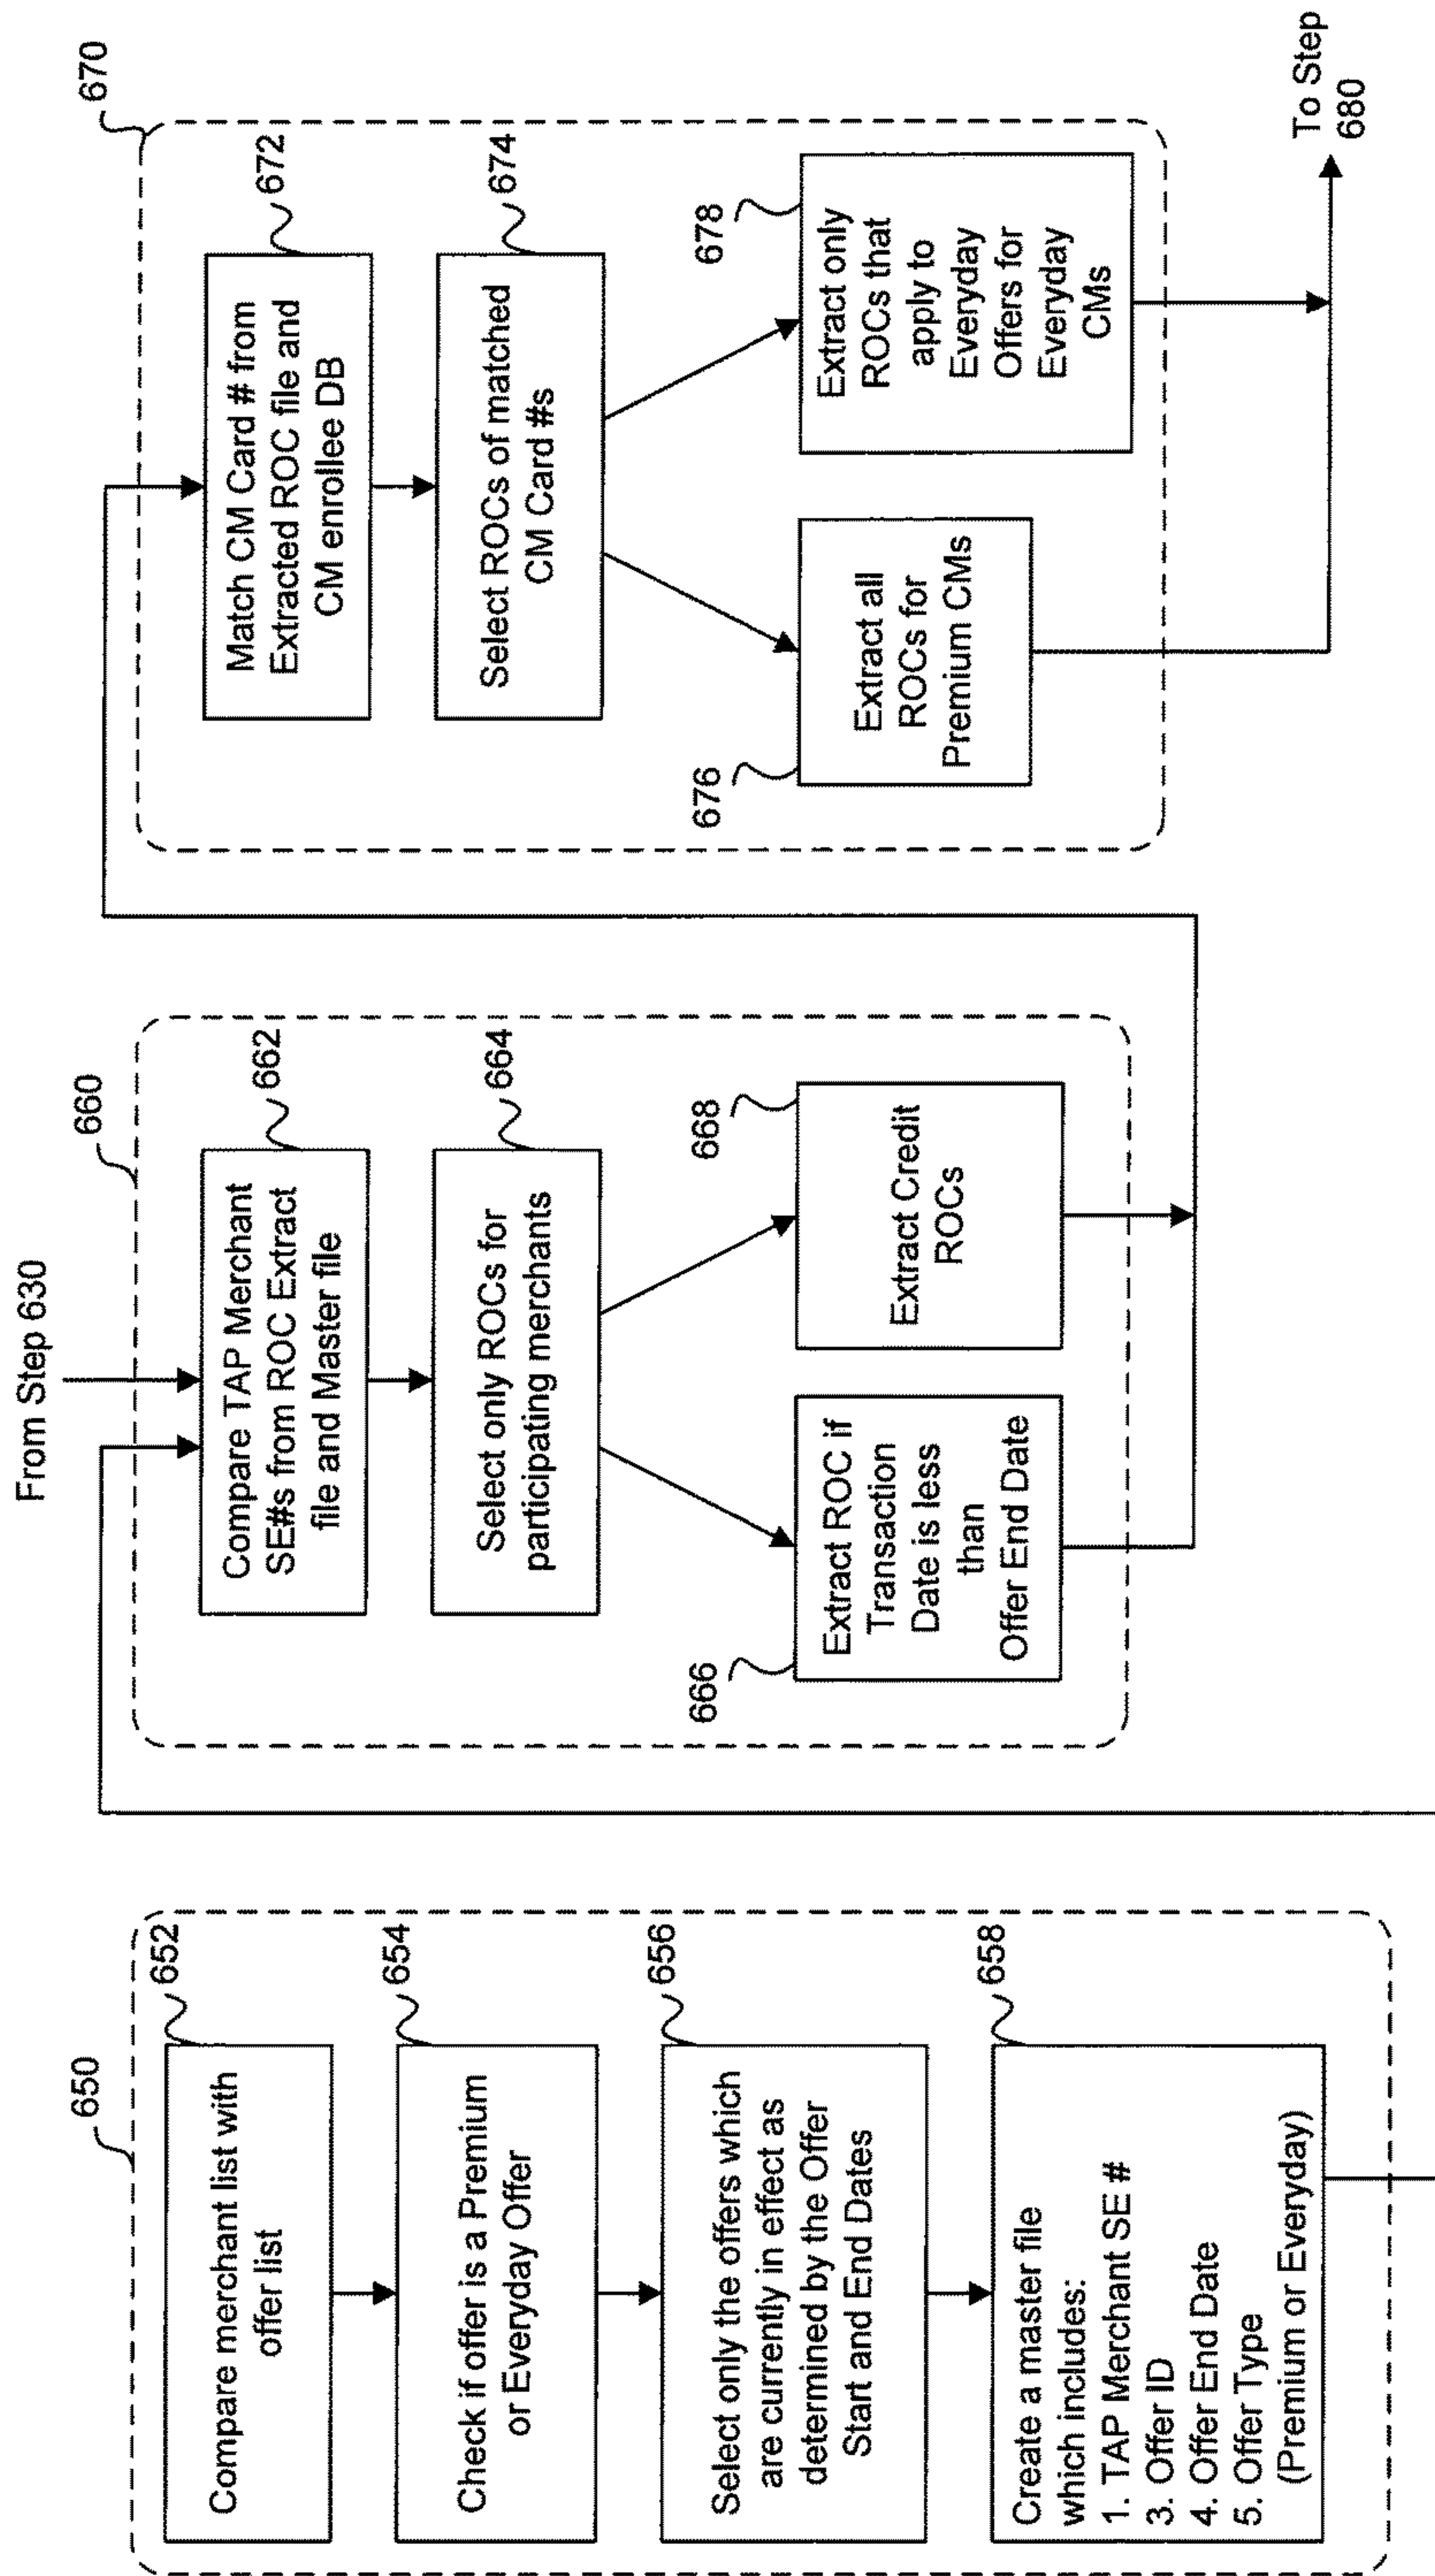 650
652
Compare merchant list with
offer list
654
Check if offer is a Premium
or Everyday Offer
656
Select only the offers which
are currently in effect as
determined by the Offer
Start and End Dates
658
Create a master file
which includes:
1. TAP Merchant SE #
3. Offer ID
4. Offer End Date
5. Offer Type
(Premium or Everyday)
From Step 630
660
662
Compare TAP Merchant
SE#s from ROC Extract
file and Master file
664
Select only ROCs for
participating merchants
666
Extract ROC if
Transaction
Date is less
than
Offer End Date
668
Extract Credit
ROCs
670
672
Match CM Card # from
Extracted ROC file and
CM enrollee DB
674
Select ROCs of matched
CM Card #s
676
Extract all
ROCs for
Premium CMs
678
Extract only
ROCs that
apply to
Everyday
Offers for
Everyday
CMs
To Step
680